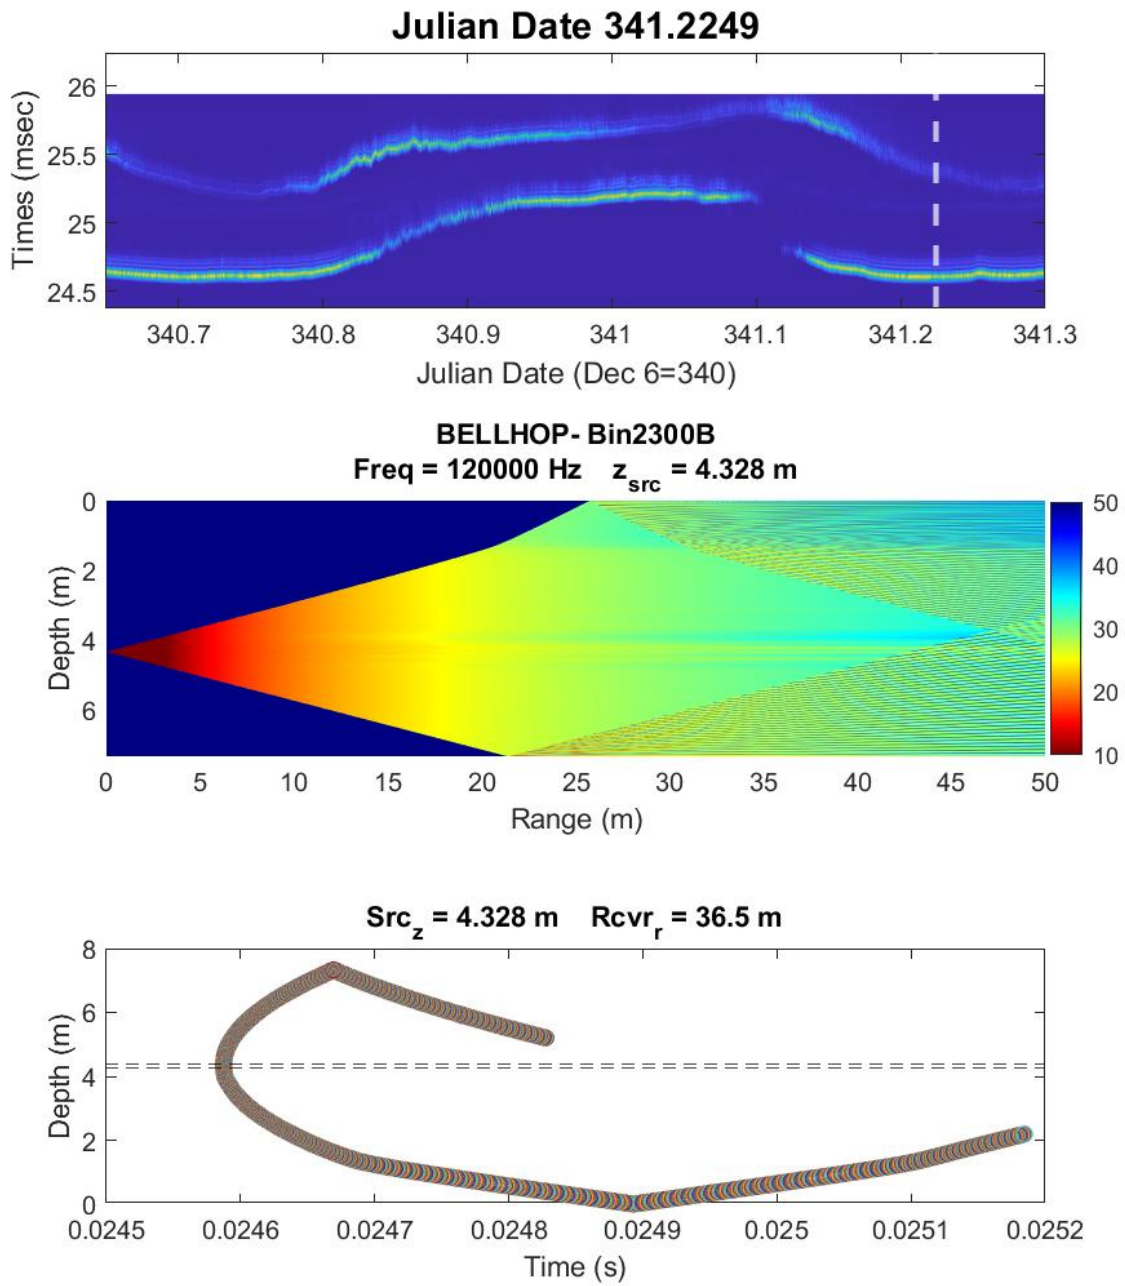 Julian Date 341.2249
26
25.5
25
24.5
Times (msec)
340.7 340.8 340.9 341 341.1 341.2 341.3
Julian Date (Dec 6=340)
BELLHOP- Bin2300B
Freq = 120000 Hz z_src = 4.328 m
0
2
4
6
Depth (m)
50
40
30
20
10
0 5 10 15 20 25 30 35 40 45 50
Range (m)
Src_z = 4.328 m Rcvr_r = 36.5 m
8
6
4
2
0
Depth (m)
0.0245 0.0246 0.0247 0.0248 0.0249 0.025 0.0251 0.0252
Time (s)